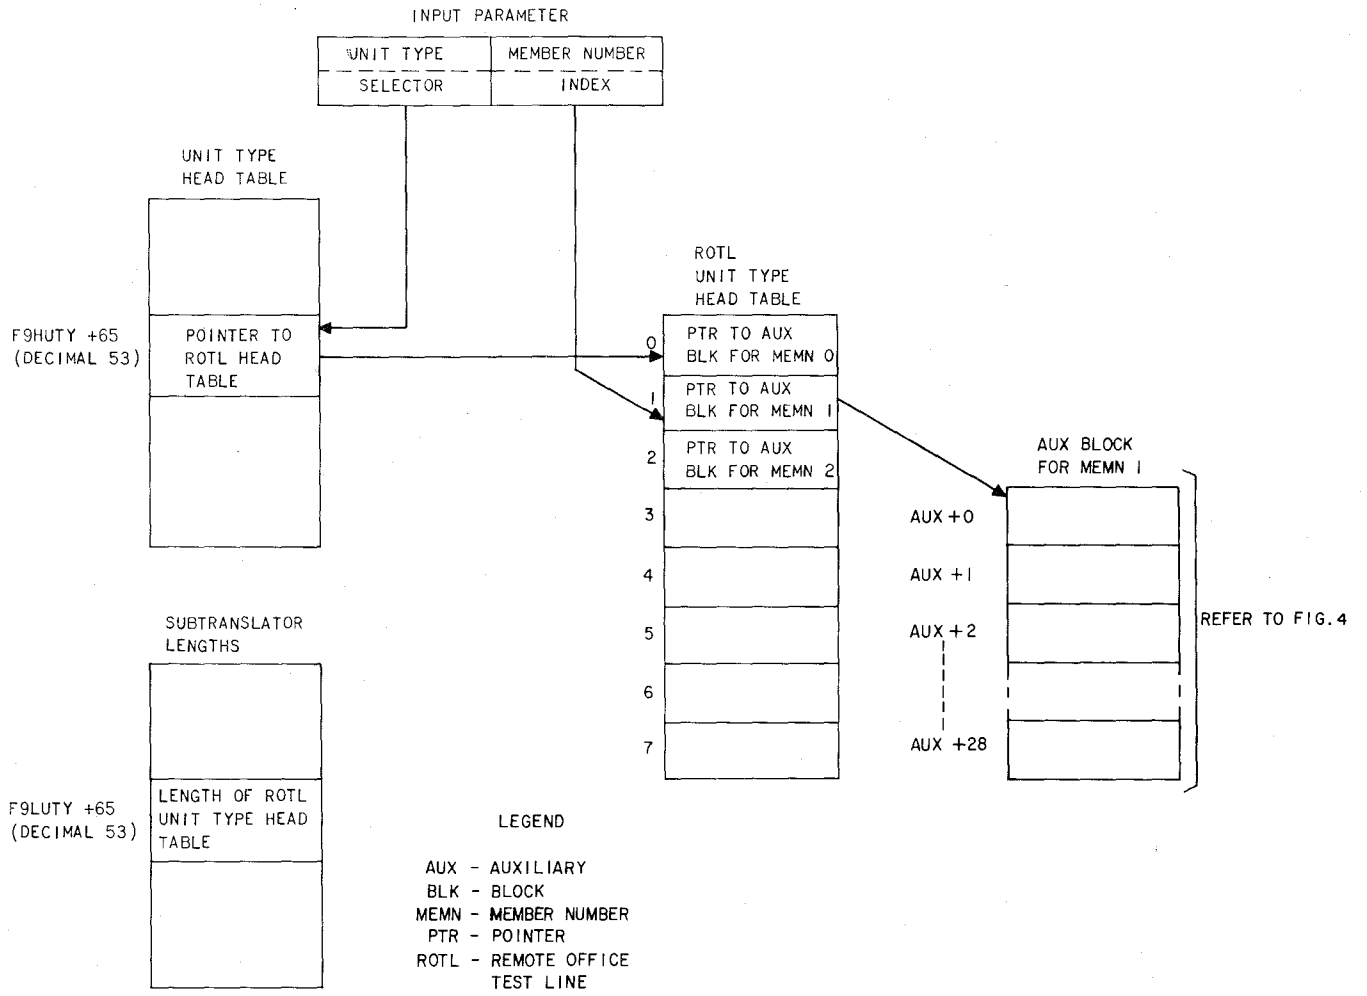 INPUT PARAMETER
UNIT TYPE
MEMBER NUMBER
SELECTOR
INDEX
UNIT TYPE
HEAD TABLE
F9HUTY +65
(DECIMAL 53)
POINTER TO
ROTL HEAD
TABLE
ROTL
UNIT TYPE
HEAD TABLE
0
PTR TO AUX
BLK FOR MEMN 0
1
PTR TO AUX
BLK FOR MEMN 1
2
PTR TO AUX
BLK FOR MEMN 2
3
4
5
6
7
AUX BLOCK
FOR MEMN 1
AUX +0
AUX +1
AUX +2
AUX +28
REFER TO FIG.4
SUBTRANSLATOR
LENGTHS
F9LUTY +65
(DECIMAL 53)
LENGTH OF ROTL
UNIT TYPE HEAD
TABLE
LEGEND
AUX - AUXILIARY
BLK - BLOCK
MEMN - MEMBER NUMBER
PTR - POINTER
ROTL - REMOTE OFFICE
TEST LINE